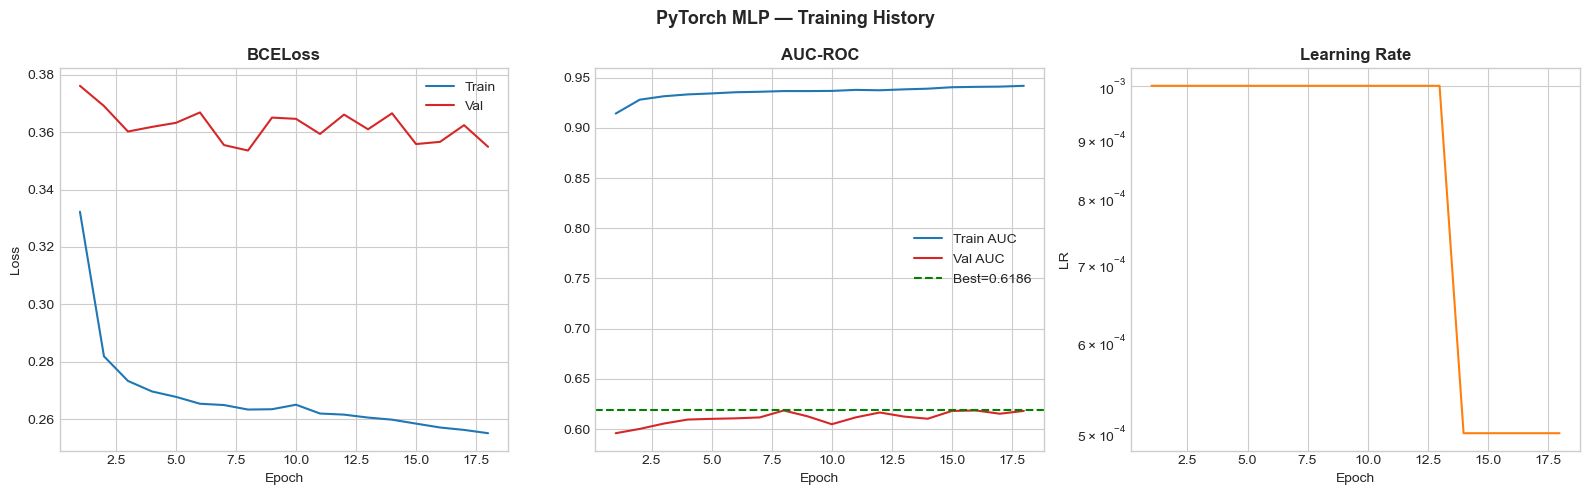 PyTorch MLP — Training History
BCELoss
0.38
0.36
0.34
0.32
0.30
0.28
0.26
Loss
Train
Val
2.5 5.0 7.5 10.0 12.5 15.0 17.5
Epoch
AUC-ROC
0.95
0.90
0.85
0.80
0.75
0.70
0.65
0.60
Train AUC
Val AUC
Best=0.6186
2.5 5.0 7.5 10.0 12.5 15.0 17.5
Epoch
Learning Rate
10⁻³
9 × 10⁻⁴
8 × 10⁻⁴
7 × 10⁻⁴
6 × 10⁻⁴
5 × 10⁻⁴
LR
2.5 5.0 7.5 10.0 12.5 15.0 17.5
Epoch